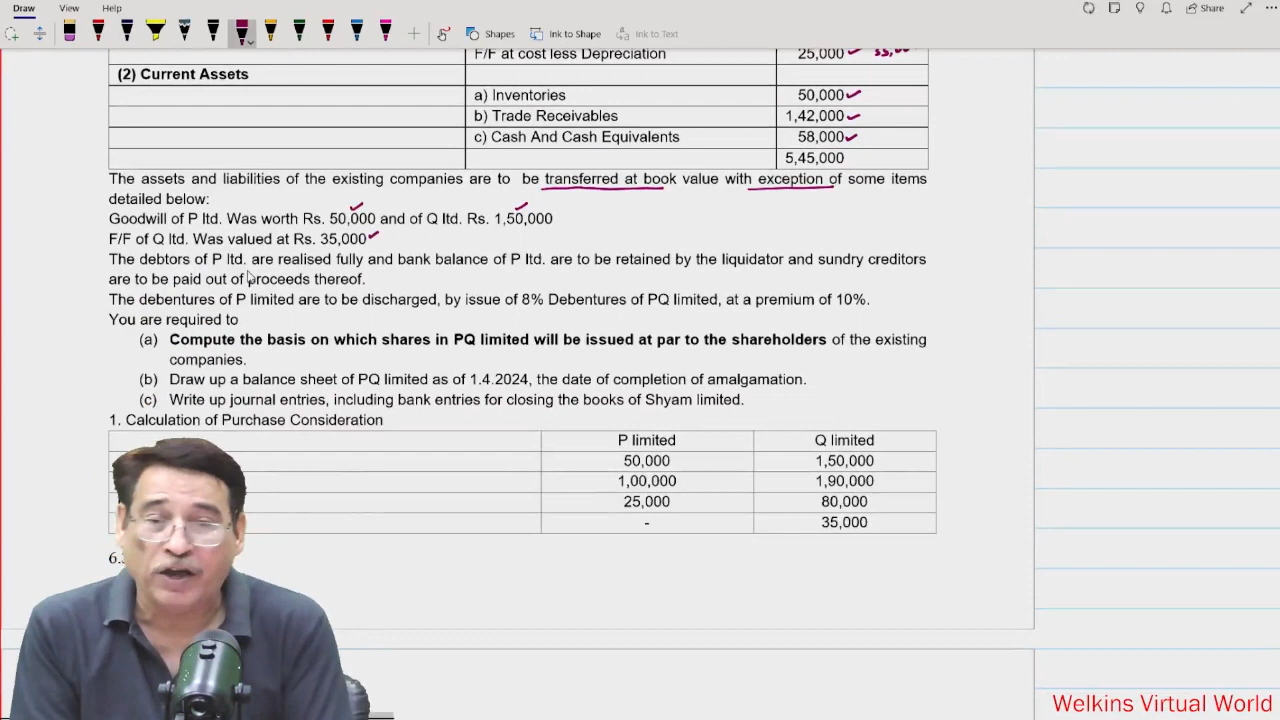 Draw View Help
Shapes Ink to Shape Ink to Text Share
F/F at cost less Depreciation 25,000
(2) Current Assets
a) Inventories 50,000
b) Trade Receivables 1,42,000
c) Cash And Cash Equivalents 58,000
5,45,000
The assets and liabilities of the existing companies are to be transferred at book value with exception of some items
detailed below:
Goodwill of P ltd. Was worth Rs. 50,000 and of Q ltd. Rs. 1,50,000
F/F of Q ltd. Was valued at Rs. 35,000
The debtors of P ltd. are realised fully and bank balance of P ltd. are to be retained by the liquidator and sundry creditors
are to be paid out of proceeds thereof.
The debentures of P limited are to be discharged, by issue of 8% Debentures of PQ limited, at a premium of 10%.
You are required to
(a) Compute the basis on which shares in PQ limited will be issued at par to the shareholders of the existing
companies.
(b) Draw up a balance sheet of PQ limited as of 1.4.2024, the date of completion of amalgamation.
(c) Write up journal entries, including bank entries for closing the books of Shyam limited.
1. Calculation of Purchase Consideration
P limited Q limited
50,000 1,50,000
1,00,000 1,90,000
25,000 80,000
- 35,000
Welkins Virtual World